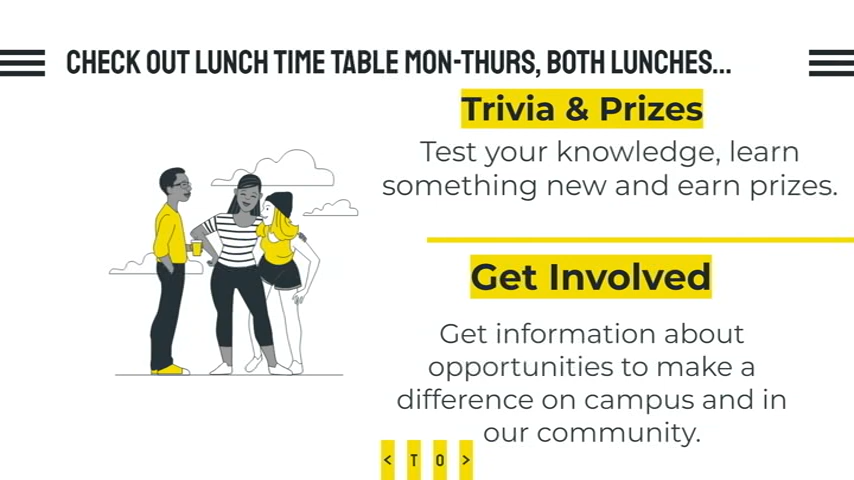 CHECK OUT LUNCH TIME TABLE MON-THURS, BOTH LUNCHES...
Trivia & Prizes
Test your knowledge, learn
something new and earn prizes.
Get Involved
Get information about
opportunities to make a
difference on campus and in
our community.
< T O >